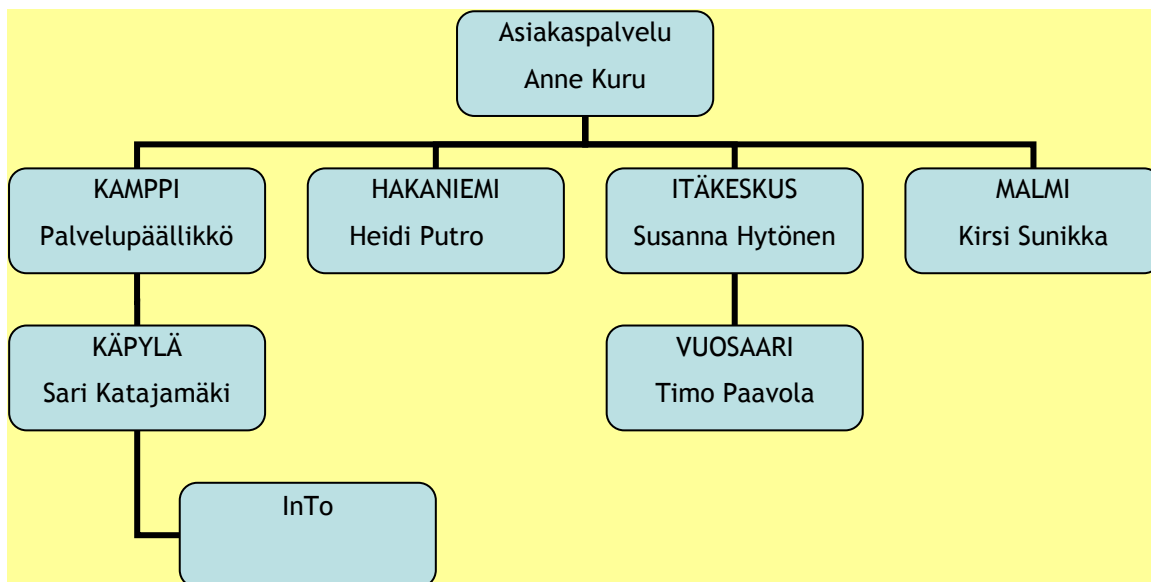 Asiakaspalvelu
Anne Kuru
KAMPPI
Palvelupäällikkö
HAKANIEMI
Heidi Putro
ITÄKESKUS
Susanna Hytönen
MALMI
Kirsi Sunikka
KÄPYLÄ
Sari Katajamäki
VUOSAARI
Timo Paavola
InTo